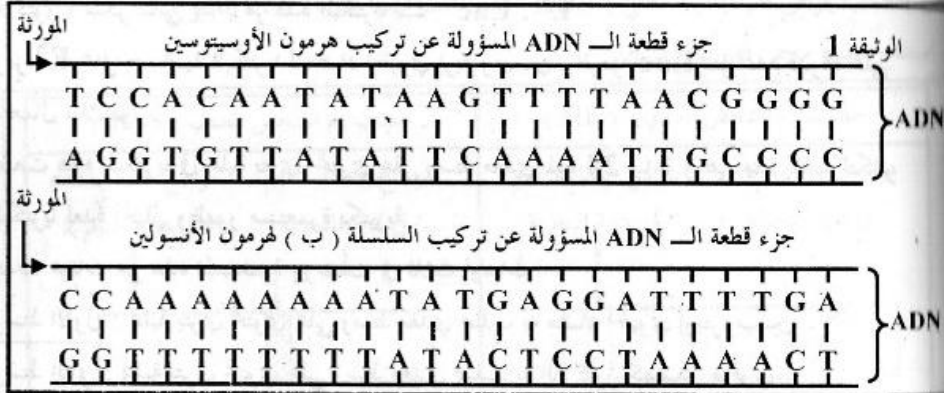 الوثيقة 1
المورثة
جزء قطعة الـ ADN المسؤولة عن تركيب هرمون الأوسيتوسين
T C C A C A A T A T A A G T T T T A A C G G G G
A G G T G T T A T A T T C A A A A T T G C C C C
ADN
المورثة
جزء قطعة الـ ADN المسؤولة عن تركيب السلسلة ( ب ) لهرمون الأنسولين
C C A A A A A A A A T A T G A G G A T T T T G A
G G T T T T T T T T A T A C T C C T A A A A C T
ADN